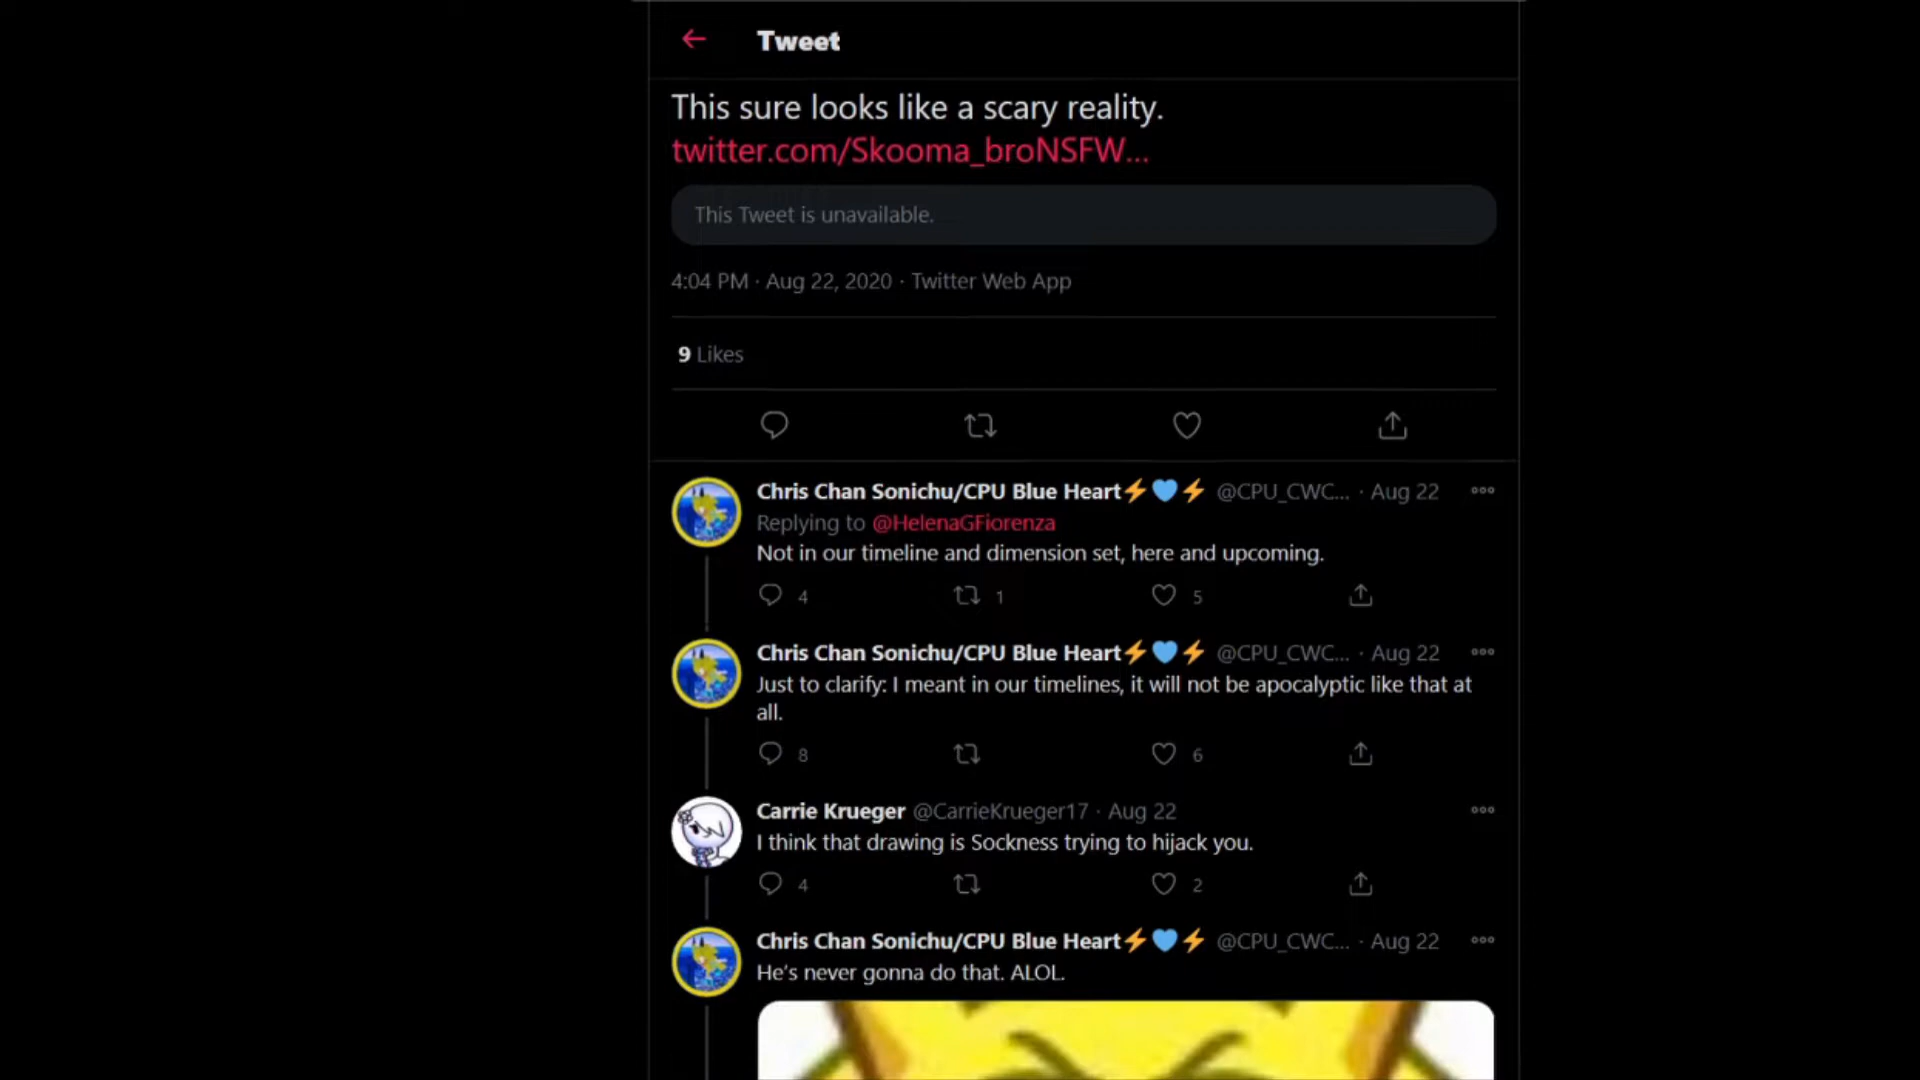 Tweet
This sure looks like a scary reality.
twitter.com/Skooma_broNSFW...
This Tweet is unavailable.
4:04 PM · Aug 22, 2020 · Twitter Web App
9 Likes
Chris Chan Sonichu/CPU Blue Heart⚡💙⚡ @CPU_CWC... · Aug 22
Replying to @HelenaGFiorenza
Not in our timeline and dimension set, here and upcoming.
4 1 5
Chris Chan Sonichu/CPU Blue Heart⚡💙⚡ @CPU_CWC... · Aug 22
Just to clarify: I meant in our timelines, it will not be apocalyptic like that at
all.
8 6
Carrie Krueger @CarrieKrueger17 · Aug 22
I think that drawing is Sockness trying to hijack you.
4 2
Chris Chan Sonichu/CPU Blue Heart⚡💙⚡ @CPU_CWC... · Aug 22
He's never gonna do that. ALOL.